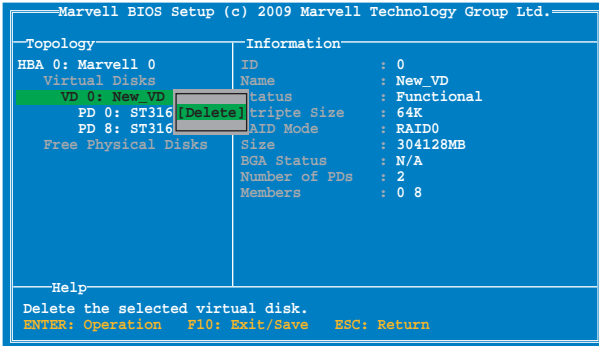 Marvell BIOS Setup (c) 2009 Marvell Technology Group Ltd.
Topology
HBA 0: Marvell 0
Virtual Disks
VD 0: New_VD
PD 0: ST316
PD 8: ST316
Free Physical Disks
[Delete]
Information
ID : 0
Name : New_VD
tatus : Functional
tripte Size : 64K
AID Mode : RAID0
Size : 304128MB
BGA Status : N/A
Number of PDs : 2
Members : 0 8
Help
Delete the selected virtual disk.
ENTER: Operation F10: Exit/Save ESC: Return